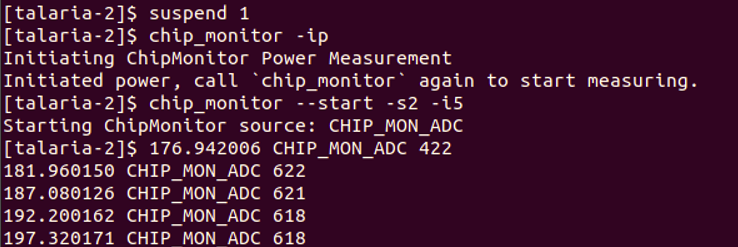 [talaria-2]$ suspend 1
[talaria-2]$ chip_monitor -ip
Initiating ChipMonitor Power Measurement
Initiated power, call `chip_monitor` again to start measuring.
[talaria-2]$ chip_monitor --start -s2 -i5
Starting ChipMonitor source: CHIP_MON_ADC
[talaria-2]$ 176.942006 CHIP_MON_ADC 422
181.960150 CHIP_MON_ADC 622
187.080126 CHIP_MON_ADC 621
192.200162 CHIP_MON_ADC 618
197.320171 CHIP_MON_ADC 618